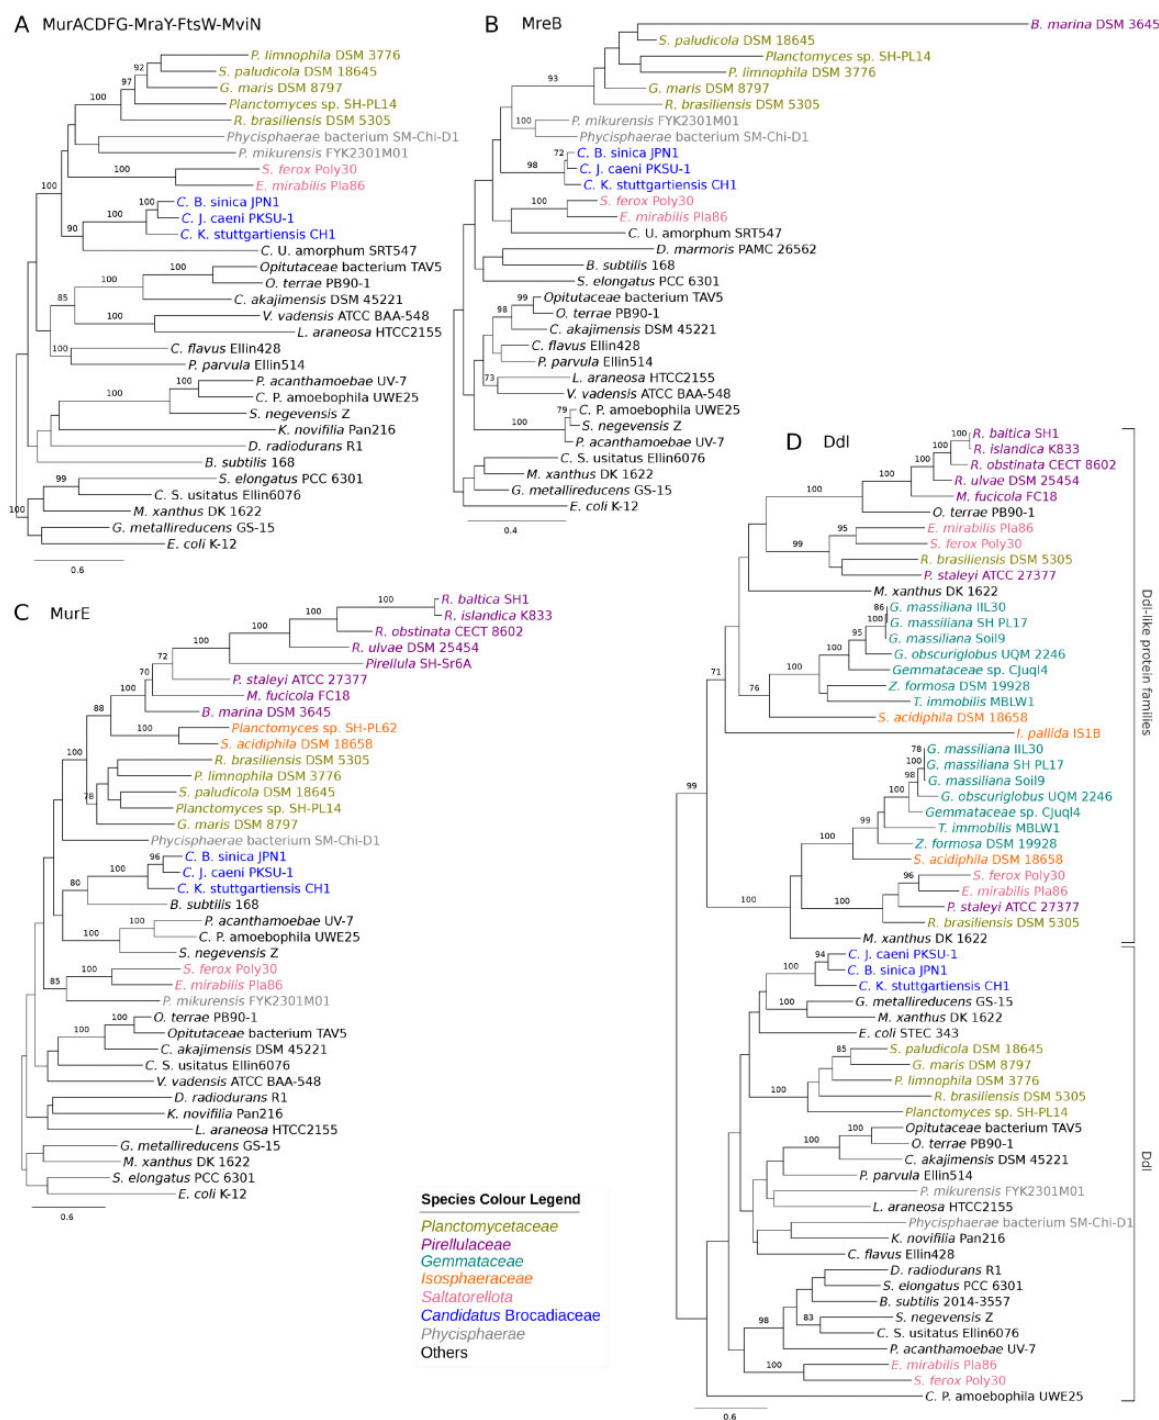 A MurACDFG-MraY-FtsW-MviN
P. limnophila DSM 3776
92
S. paludicola DSM 18645
97
G. maris DSM 8797
100
Planctomyces sp. SH-PL14
R. brasiliensis DSM 5305
Phycisphaerae bacterium SM-Chi-D1
P. mikurensis FYK2301M01
S. ferox Poly30
100
E. mirabilis Pla86
100
C. B. sinica JPN1
100
C. J. caeni PKSU-1
C. K. stuttgartiensis CH1
90
C. U. amorphum SRT547
Opitutaceae bacterium TAV5
100
O. terrae PB90-1
100
C. akajimensis DSM 45221
85
V. vadensis ATCC BAA-548
100
L. araneosa HTCC2155
C. flavus Ellin428
100
P. parvula Ellin514
P. acanthamoebae UV-7
100
C. P. amoebophila UWE25
100
S. negevensis Z
K. novifilia Pan216
D. radiodurans R1
B. subtilis 168
S. elongatus PCC 6301
99
C. S. usitatus Ellin6076
M. xanthus DK 1622
100
G. metallireducens GS-15
E. coli K-12
0.6
B MreB
B. marina DSM 3645
S. paludicola DSM 18645
Planctomyces sp. SH-PL14
P. limnophila DSM 3776
93
G. maris DSM 8797
R. brasiliensis DSM 5305
P. mikurensis FYK2301M01
100
Phycisphaerae bacterium SM-Chi-D1
72
C. B. sinica JPN1
98
C. J. caeni PKSU-1
C. K. stuttgartiensis CH1
S. ferox Poly30
100
E. mirabilis Pla86
C. U. amorphum SRT547
D. marmoris PAMC 26562
B. subtilis 168
S. elongatus PCC 6301
Opitutaceae bacterium TAV5
99
O. terrae PB90-1
98
C. akajimensis DSM 45221
C. flavus Ellin428
P. parvula Ellin514
L. araneosa HTCC2155
73
V. vadensis ATCC BAA-548
C. P. amoebophila UWE25
79
S. negevensis Z
100
P. acanthamoebae UV-7
C. S. usitatus Ellin6076
M. xanthus DK 1622
G. metallireducens GS-15
E. coli K-12
0.4
C MurE
R. baltica SH1
100
R. islandica K833
100
R. obstinata CECT 8602
100
R. ulvae DSM 25454
100
Pirellula SH-Sr6A
72
P. staleyi ATCC 27377
70
M. fucicola FC18
B. marina DSM 3645
88
Planctomyces sp. SH-PL62
100
S. acidiphila DSM 18658
100
R. brasiliensis DSM 5305
P. limnophila DSM 3776
S. paludicola DSM 18645
78
Planctomyces sp. SH-PL14
G. maris DSM 8797
Phycisphaerae bacterium SM-Chi-D1
96
C. B. sinica JPN1
100
C. J. caeni PKSU-1
80
C. K. stuttgartiensis CH1
B. subtilis 168
P. acanthamoebae UV-7
100
C. P. amoebophila UWE25
100
S. negevensis Z
S. ferox Poly30
100
E. mirabilis Pla86
85
P. mikurensis FYK2301M01
O. terrae PB90-1
100
Opitutaceae bacterium TAV5
100
C. akajimensis DSM 45221
C. S. usitatus Ellin6076
V. vadensis ATCC BAA-548
D. radiodurans R1
K. novifilia Pan216
L. araneosa HTCC2155
G. metallireducens GS-15
M. xanthus DK 1622
S. elongatus PCC 6301
E. coli K-12
0.6
Species Colour Legend
Planctomycetaceae
Pirellulaceae
Gemmataceae
Isosphaeraceae
Saltatorellota
Candidatus Brocadiaceae
Phycisphaerae
Others
D Ddl
R. baltica SH1
100
R. islandica K833
100
R. obstinata CECT 8602
100
R. ulvae DSM 25454
100
M. fucicola FC18
100
O. terrae PB90-1
E. mirabilis Pla86
95
S. ferox Poly30
99
R. brasiliensis DSM 5305
P. staleyi ATCC 27377
M. xanthus DK 1622
G. massiliana IIL30
86
G. massiliana SH PL17
100
G. massiliana Soil9
95
G. obscuriglobus UQM 2246
100
Gemmataceae sp. CJuql4
100
Z. formosa DSM 19928
T. immobilis MBLW1
76
S. acidiphila DSM 18658
71
I. pallida IS1B
G. massiliana IIL30
78
G. massiliana SH PL17
100
G. massiliana Soil9
98
G. obscuriglobus UQM 2246
100
Gemmataceae sp. CJuql4
99
T. immobilis MBLW1
Z. formosa DSM 19928
100
S. acidiphila DSM 18658
S. ferox Poly30
96
E. mirabilis Pla86
P. staleyi ATCC 27377
100
R. brasiliensis DSM 5305
100
M. xanthus DK 1622
99
Ddl-like protein families
C. J. caeni PKSU-1
94
C. B. sinica JPN1
100
C. K. stuttgartiensis CH1
G. metallireducens GS-15
100
M. xanthus DK 1622
E. coli STEC 343
S. paludicola DSM 18645
85
G. maris DSM 8797
P. limnophila DSM 3776
100
R. brasiliensis DSM 5305
Planctomyces sp. SH-PL14
Opitutaceae bacterium TAV5
100
O. terrae PB90-1
100
C. akajimensis DSM 45221
P. parvula Ellin514
P. mikurensis FYK2301M01
L. araneosa HTCC2155
Phycisphaerae bacterium SM-Chi-D1
K. novifilia Pan216
C. flavus Ellin428
D. radiodurans R1
S. elongatus PCC 6301
B. subtilis 2014-3557
S. negevensis Z
83
98
C. S. usitatus Ellin6076
P. acanthamoebae UV-7
E. mirabilis Pla86
100
S. ferox Poly30
C. P. amoebophila UWE25
Ddl
0.6